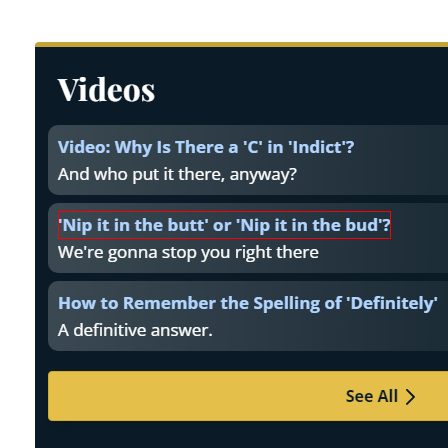 Videos
Video: Why Is There a 'C' in 'Indict'?
And who put it there, anyway?
'Nip it in the butt' or 'Nip it in the bud'?
We're gonna stop you right there
How to Remember the Spelling of 'Definitely'
A definitive answer.
See All